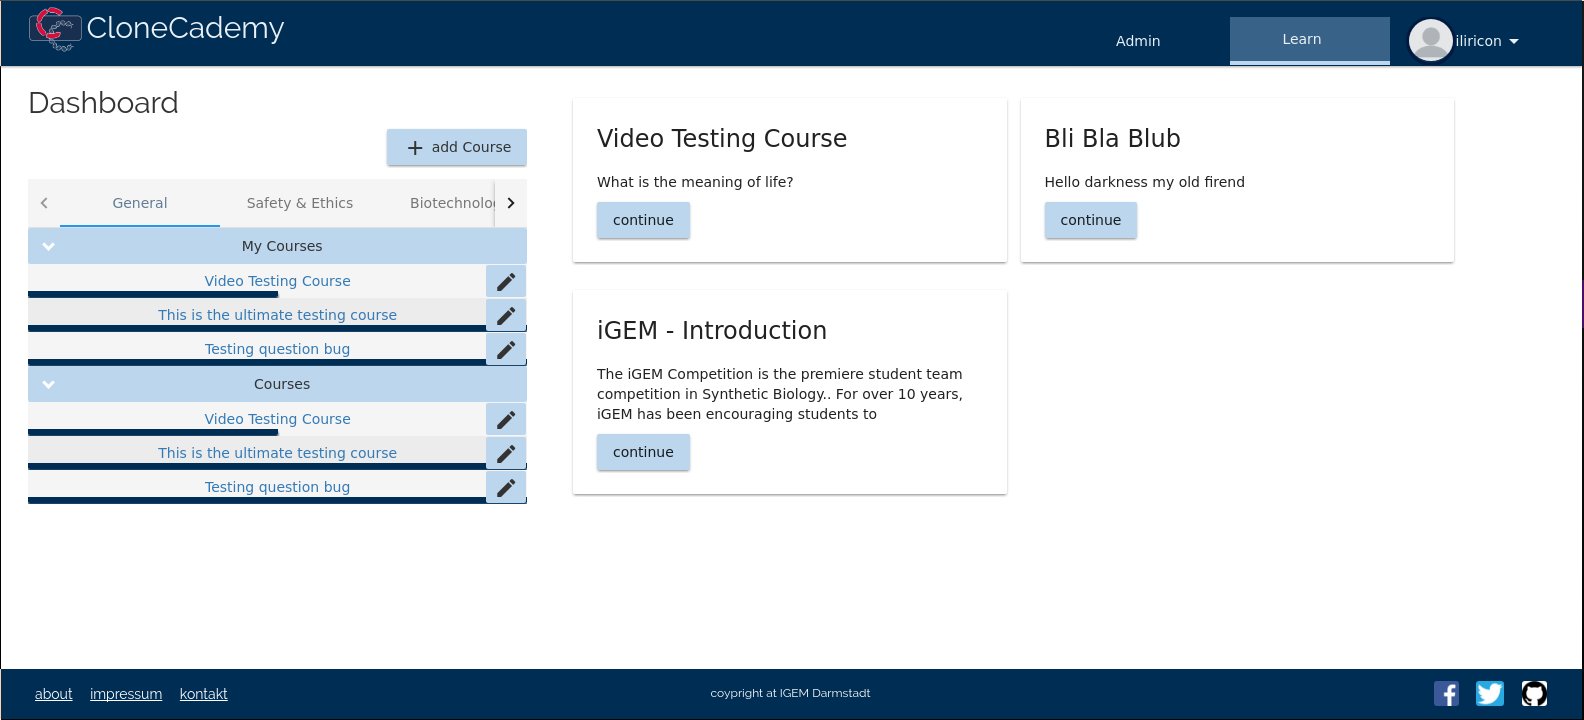 CloneCademy
Admin
Learn
iliricon
Dashboard
add Course
General
Safety & Ethics
Biotechnolog
My Courses
Video Testing Course
This is the ultimate testing course
Testing question bug
Courses
Video Testing Course
This is the ultimate testing course
Testing question bug
Video Testing Course
What is the meaning of life?
continue
Bli Bla Blub
Hello darkness my old firend
continue
iGEM - Introduction
The iGEM Competition is the premiere student team
competition in Synthetic Biology.. For over 10 years,
iGEM has been encouraging students to
continue
about impressum kontakt
coypright at IGEM Darmstadt